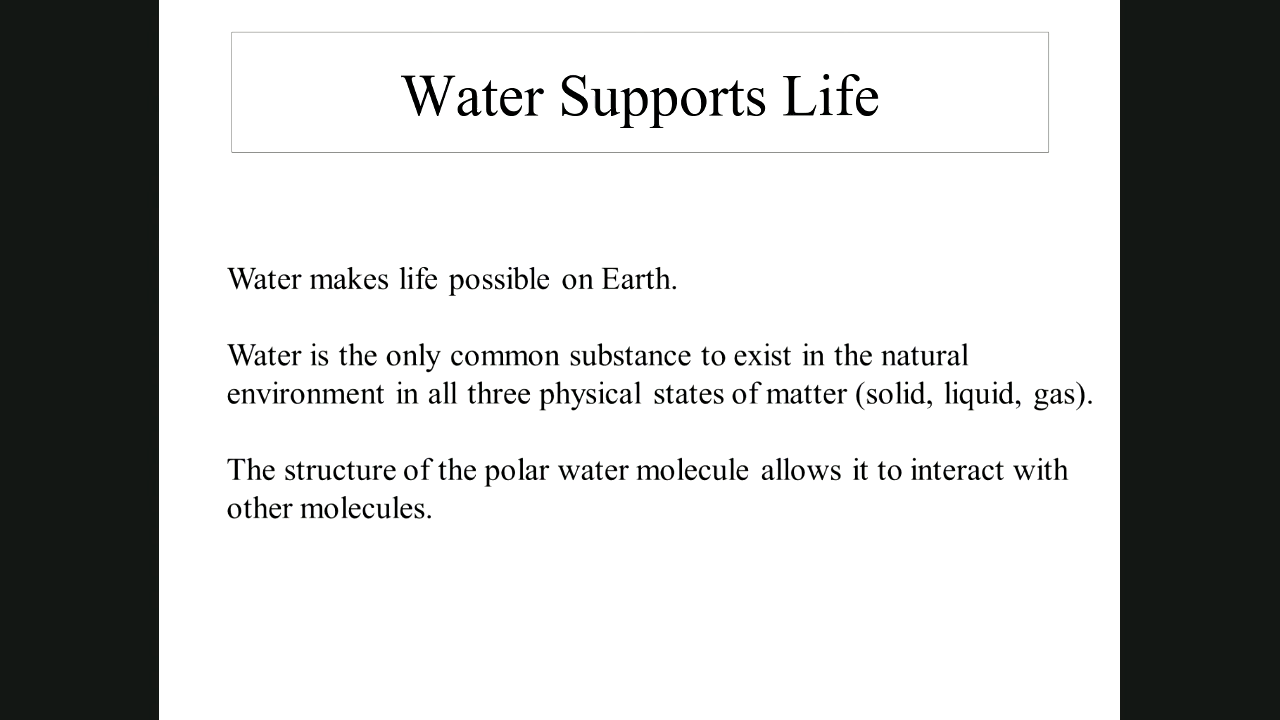 Water Supports Life
Water makes life possible on Earth.
Water is the only common substance to exist in the natural
environment in all three physical states of matter (solid, liquid, gas).
The structure of the polar water molecule allows it to interact with
other molecules.